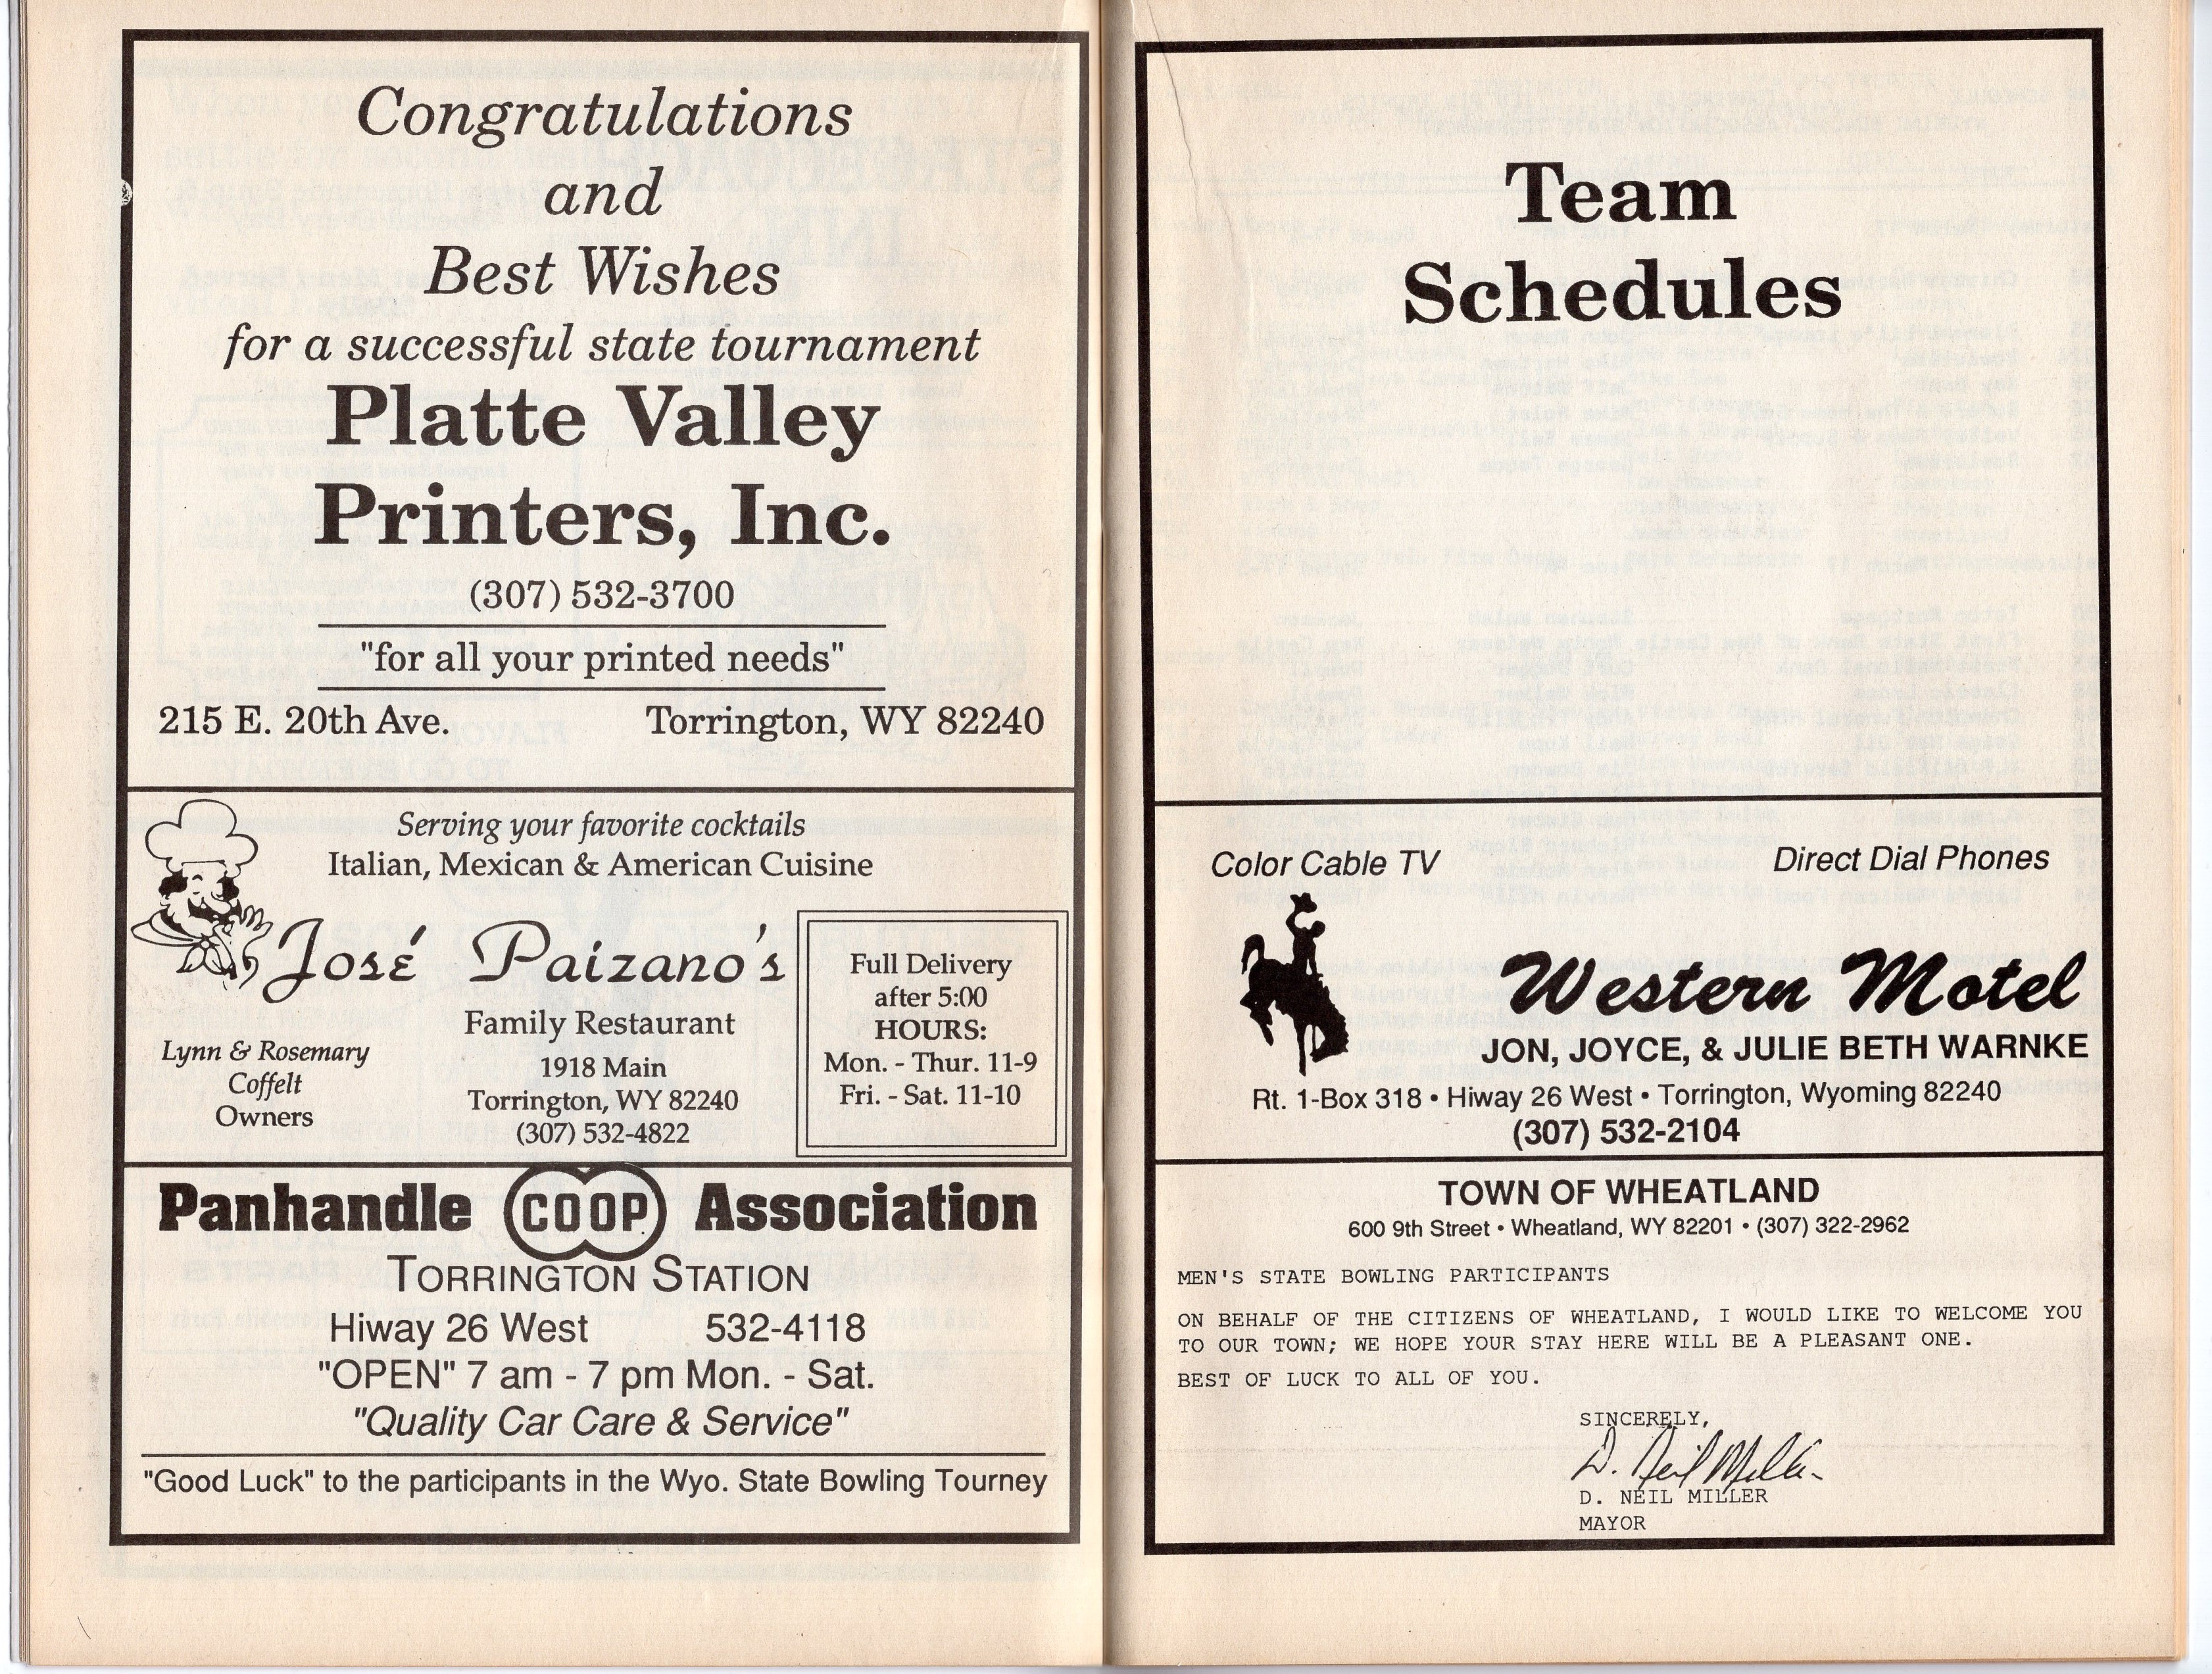 Congratulations
and
Best Wishes
for a successful state tournament
Platte Valley
Printers, Inc.
(307) 532-3700
"for all your printed needs"
215 E. 20th Ave. Torrington, WY 82240
Serving your favorite cocktails
Italian, Mexican & American Cuisine
José Paizano's
Family Restaurant
1918 Main
Torrington, WY 82240
(307) 532-4822
Lynn & Rosemary
Coffelt
Owners
Full Delivery
after 5:00
HOURS:
Mon. - Thur. 11-9
Fri. - Sat. 11-10
Panhandle COOP Association
TORRINGTON STATION
Hiway 26 West 532-4118
"OPEN" 7 am - 7 pm Mon. - Sat.
"Quality Car Care & Service"
"Good Luck" to the participants in the Wyo. State Bowling Tourney
Team
Schedules
Color Cable TV Direct Dial Phones
Western Motel
JON, JOYCE, & JULIE BETH WARNKE
Rt. 1-Box 318 • Hiway 26 West • Torrington, Wyoming 82240
(307) 532-2104
TOWN OF WHEATLAND
600 9th Street • Wheatland, WY 82201 • (307) 322-2962
MEN'S STATE BOWLING PARTICIPANTS
ON BEHALF OF THE CITIZENS OF WHEATLAND, I WOULD LIKE TO WELCOME YOU
TO OUR TOWN; WE HOPE YOUR STAY HERE WILL BE A PLEASANT ONE.
BEST OF LUCK TO ALL OF YOU.
SINCERELY,
D. Neil Miller
D. NEIL MILLER
MAYOR